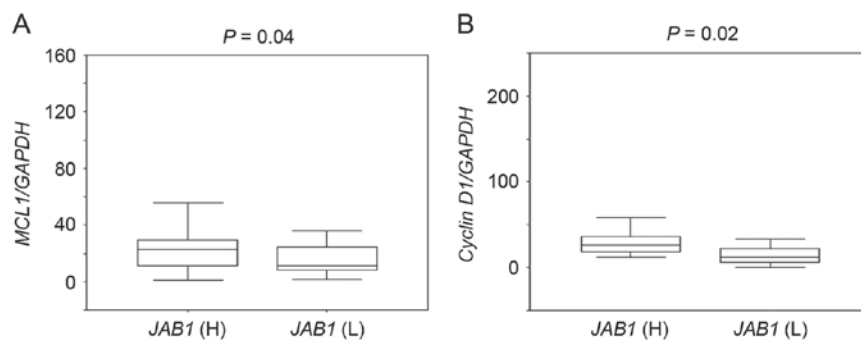 A
P = 0.04
160
120
80
40
0
MCL1/GAPDH
JAB1 (H)
JAB1 (L)
B
P = 0.02
200
100
0
Cyclin D1/GAPDH
JAB1 (H)
JAB1 (L)